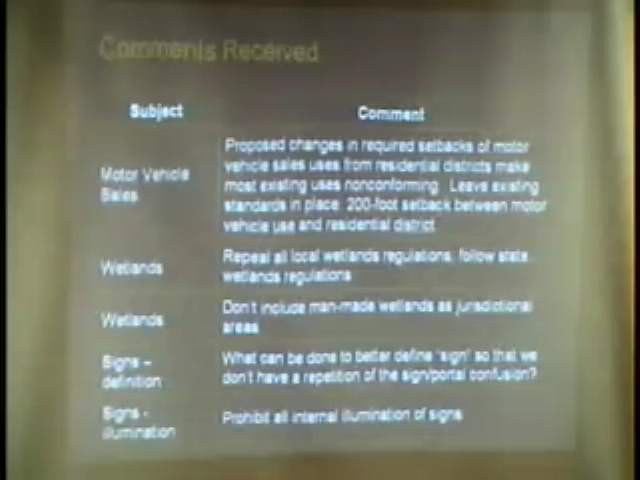 Comments Received
Subject
Comment
Motor Vehicle
Sales
Proposed changes in required setbacks of motor
vehicle sales uses from residential districts make
most existing uses nonconforming. Leave existing
standards in place: 200-foot setback between motor
vehicle use and residential district
Wetlands
Repeal all local wetlands regulations; follow state
wetlands regulations
Wetlands
Don't include man-made wetlands as jurisdictional
areas
Signs –
definition
What can be done to better define 'sign' so that we
don't have a repetition of the sign/portal confusion?
Signs -
illumination
Prohibit all internal illumination of signs